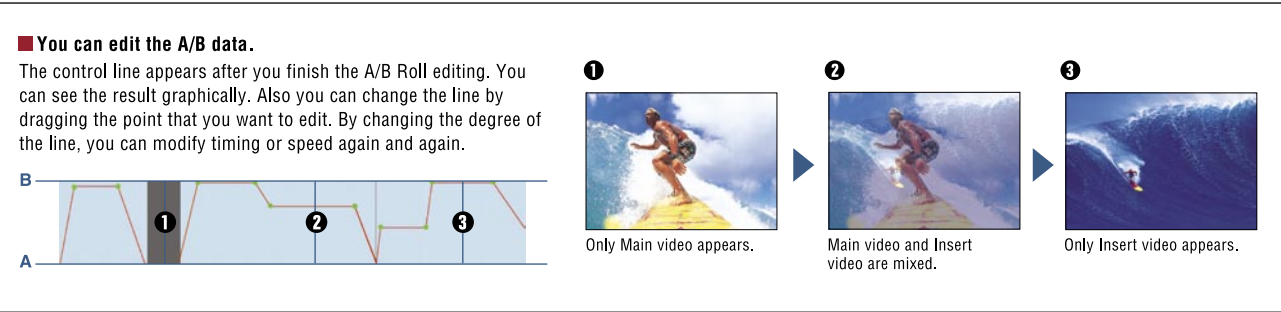 You can edit the A/B data.
The control line appears after you finish the A/B Roll editing. You
can see the result graphically. Also you can change the line by
dragging the point that you want to edit. By changing the degree of
the line, you can modify timing or speed again and again.
B
1 2 3
A
1
Only Main video appears.
2
Main video and Insert
video are mixed.
3
Only Insert video appears.